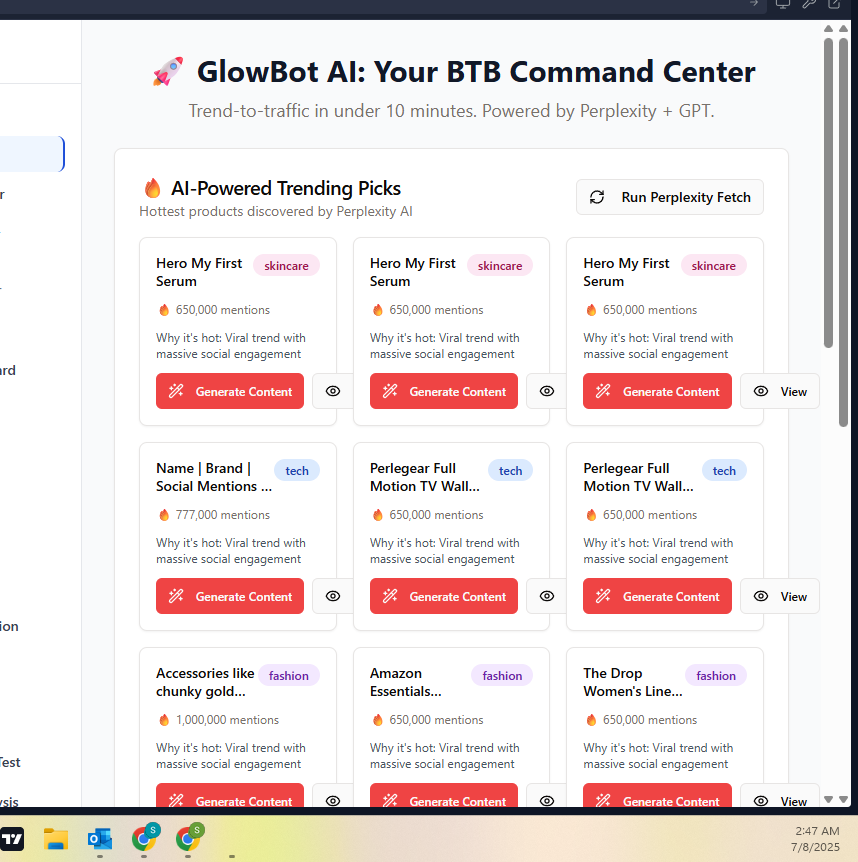 GlowBot AI: Your BTB Command Center
Trend-to-traffic in under 10 minutes. Powered by Perplexity + GPT.
AI-Powered Trending Picks
Hottest products discovered by Perplexity AI
Run Perplexity Fetch
Hero My First
Serum
skincare
650,000 mentions
Why it's hot: Viral trend with
massive social engagement
Generate Content
Hero My First
Serum
skincare
650,000 mentions
Why it's hot: Viral trend with
massive social engagement
Generate Content
Hero My First
Serum
skincare
650,000 mentions
Why it's hot: Viral trend with
massive social engagement
Generate Content
View
Name | Brand |
Social Mentions ...
tech
777,000 mentions
Why it's hot: Viral trend with
massive social engagement
Generate Content
Perlegear Full
Motion TV Wall...
tech
650,000 mentions
Why it's hot: Viral trend with
massive social engagement
Generate Content
Perlegear Full
Motion TV Wall...
tech
650,000 mentions
Why it's hot: Viral trend with
massive social engagement
Generate Content
View
Accessories like
chunky gold...
fashion
1,000,000 mentions
Why it's hot: Viral trend with
massive social engagement
Generate Content
Amazon
Essentials...
fashion
650,000 mentions
Why it's hot: Viral trend with
massive social engagement
Generate Content
The Drop
Women's Line...
fashion
650,000 mentions
Why it's hot: Viral trend with
massive social engagement
Generate Content
View
r
ard
ion
Test
ysis
2:47 AM
7/8/2025